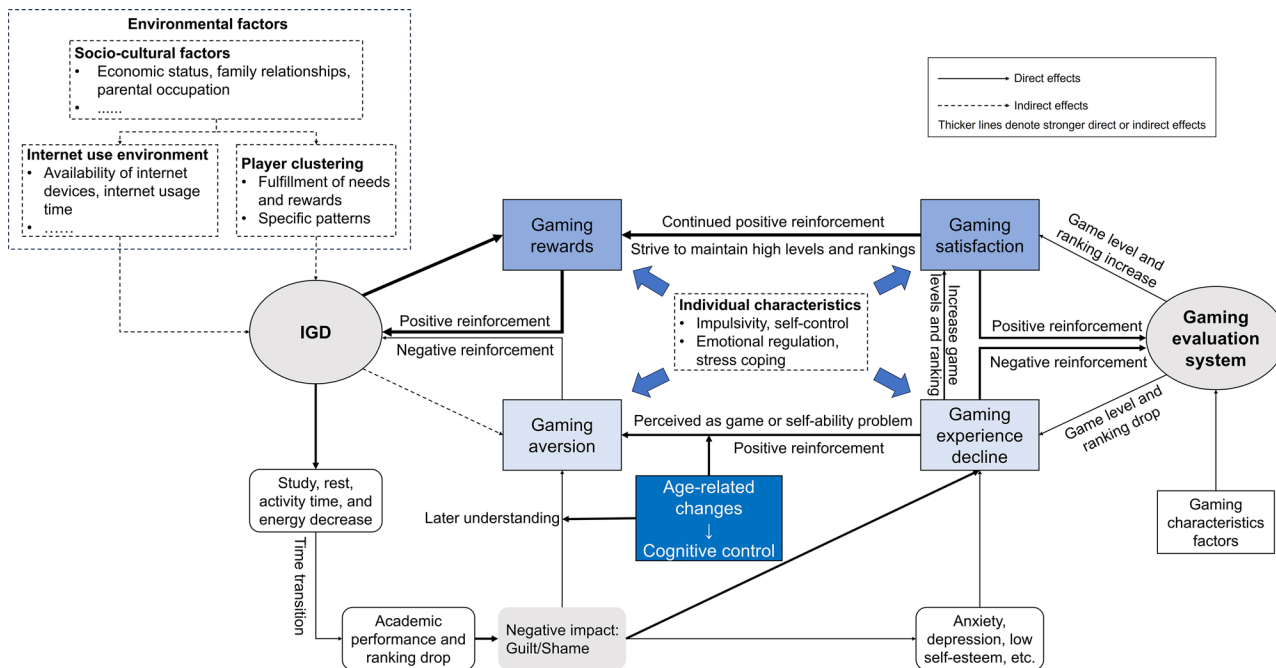 Environmental factors
Socio-cultural factors
• Economic status, family relationships,
parental occupation
• ......
Internet use environment
• Availability of internet
devices, internet usage
time
• ......
Player clustering
• Fulfillment of needs
and rewards
• Specific patterns
Direct effects
Indirect effects
Thicker lines denote stronger direct or indirect effects
Gaming
rewards
Continued positive reinforcement
Strive to maintain high levels and rankings
Gaming
satisfaction
Game level and
ranking increase
IGD
Positive reinforcement
Negative reinforcement
Individual characteristics
• Impulsivity, self-control
• Emotional regulation,
stress coping
Increase game
levels and ranking
Positive reinforcement
Negative reinforcement
Gaming
evaluation
system
Gaming
aversion
Perceived as game or self-ability problem
Positive reinforcement
Gaming
experience
decline
Game level and
ranking drop
Study, rest,
activity time, and
energy decrease
Later understanding
Age-related
changes
↓
Cognitive control
Gaming
characteristics
factors
Time transition
Academic
performance and
ranking drop
Negative impact:
Guilt/Shame
Anxiety,
depression, low
self-esteem, etc.